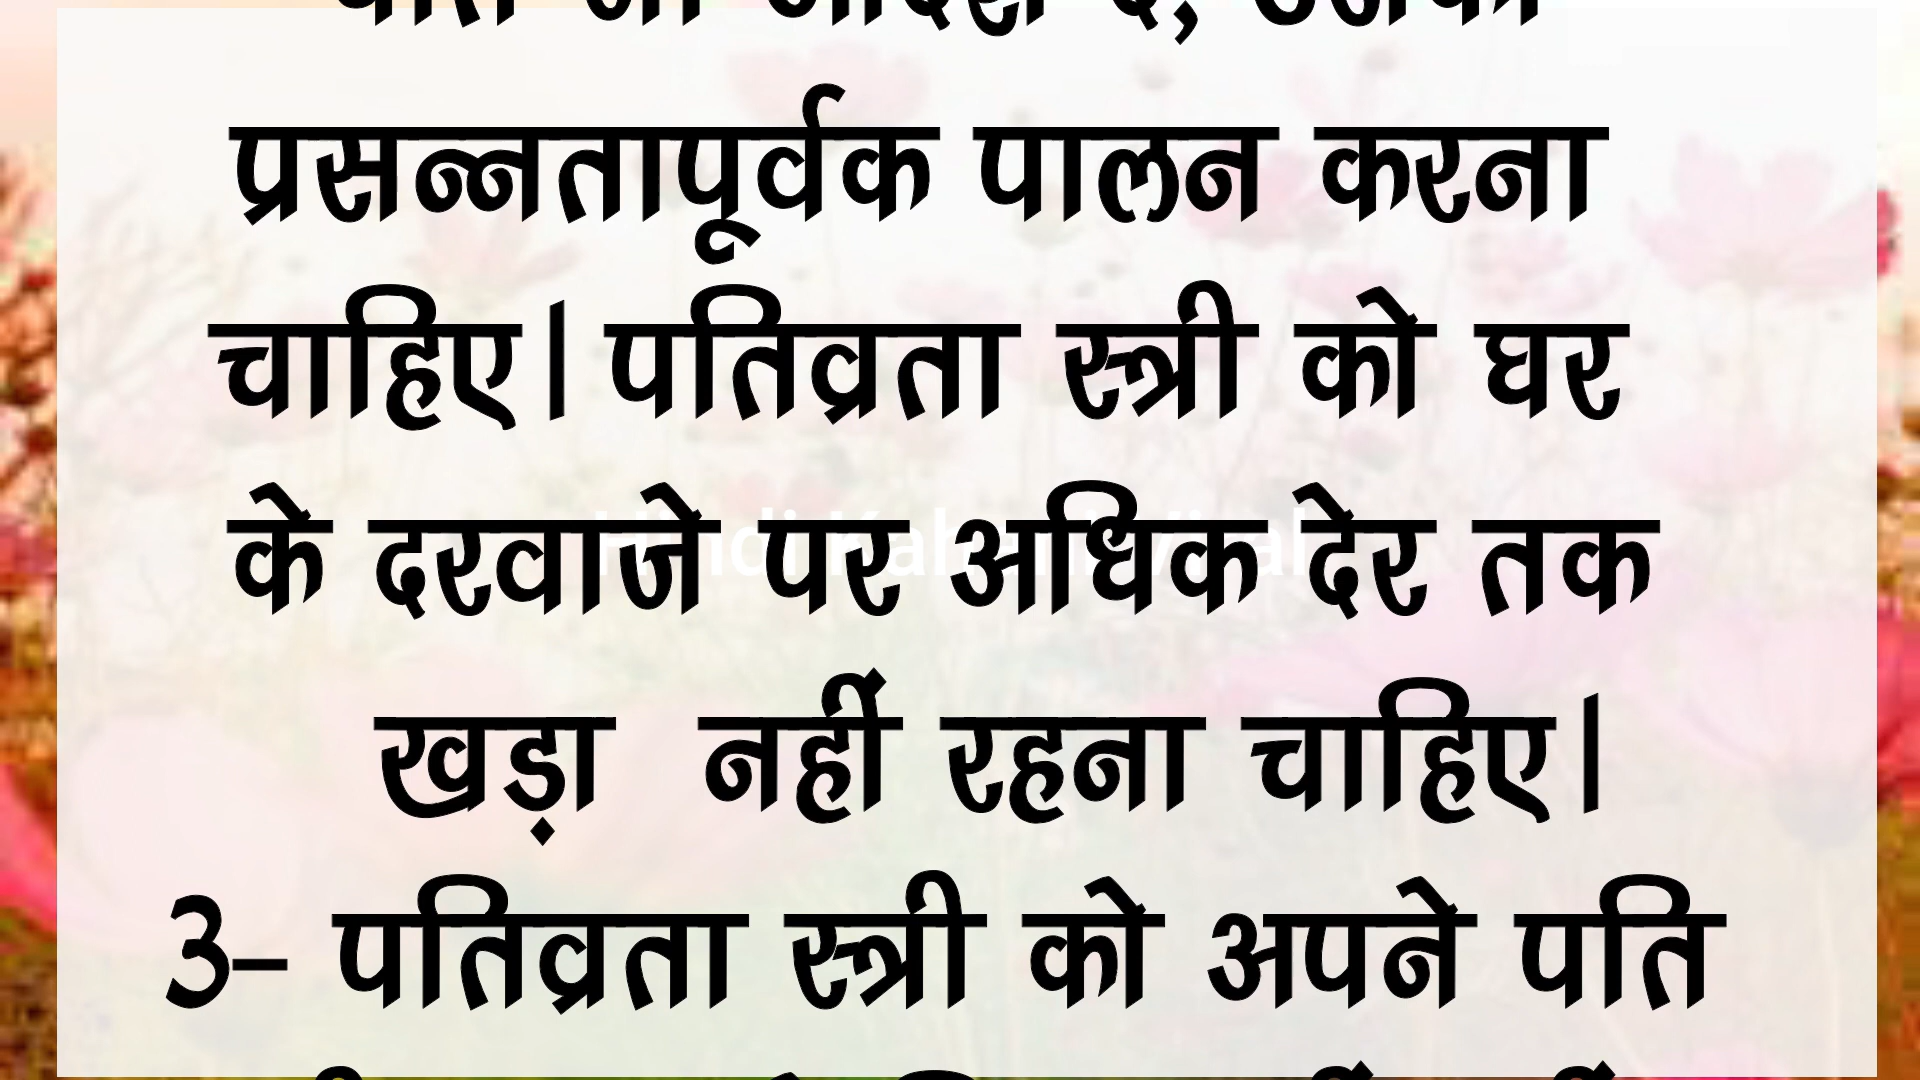 प्रसन्नतापूर्वक पालन करना
चाहिए। पतिव्रता स्त्री को घर
के दरवाजे पर अधिक देर तक
खड़ा नहीं रहना चाहिए।
3- पतिव्रता स्त्री को अपने पति